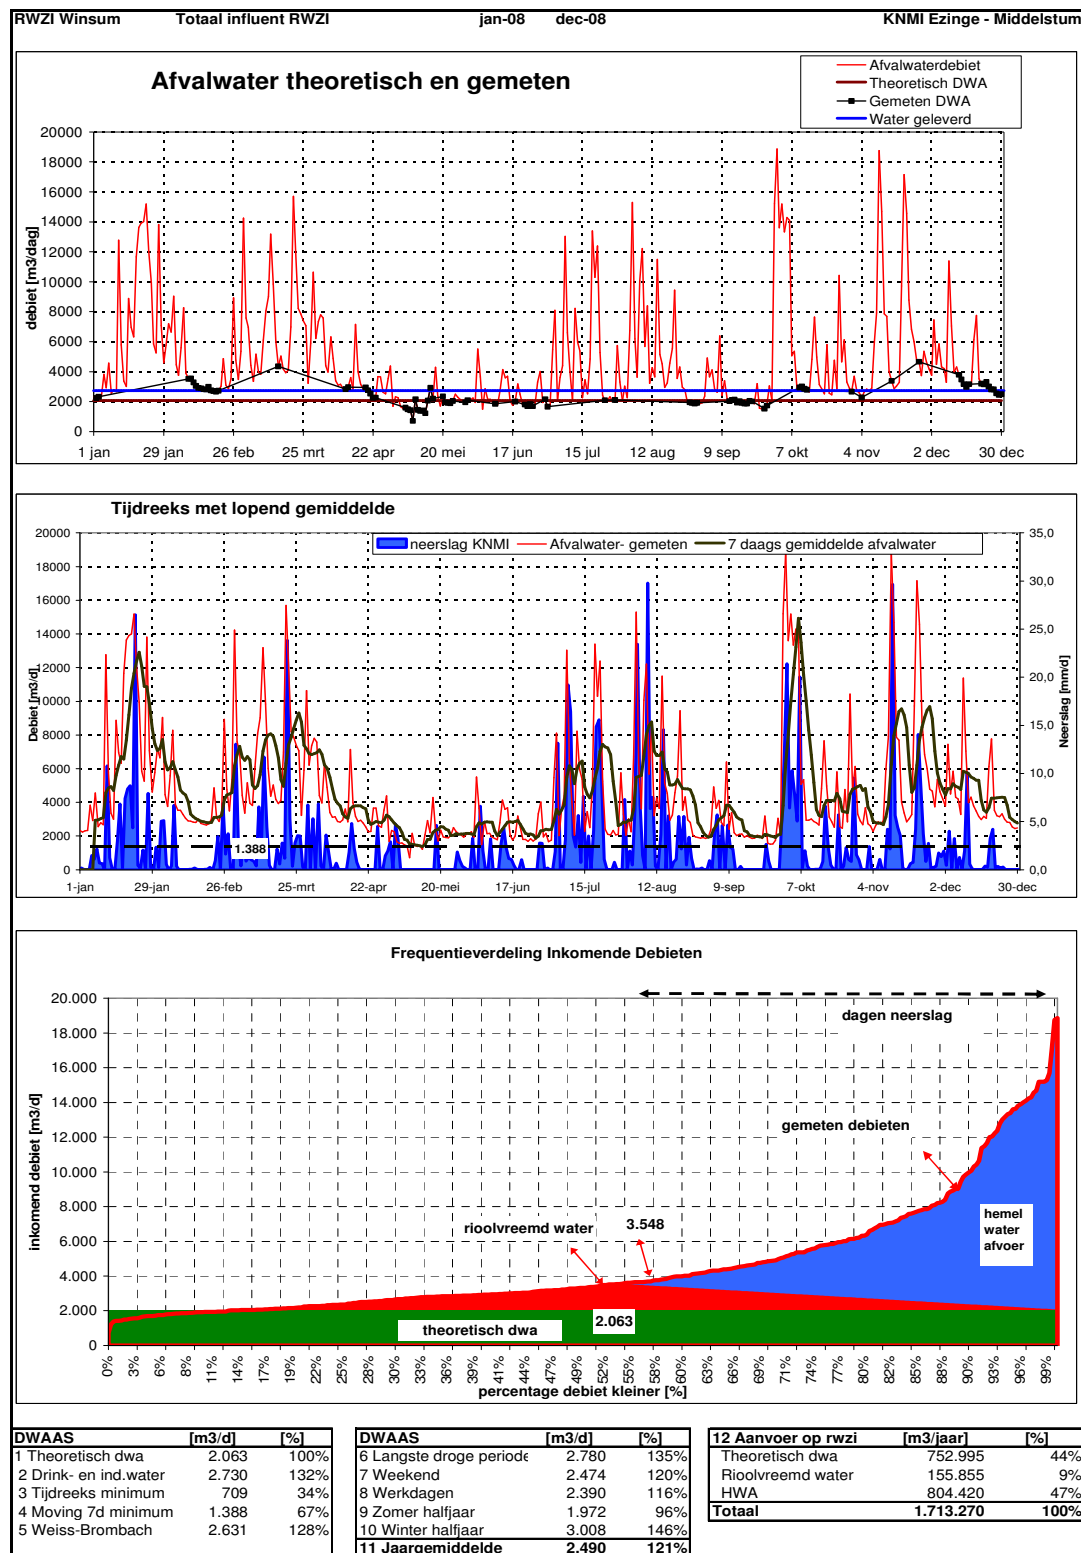 RWZI Winsum Totaal influent RWZI jan-08 dec-08 KNMI Ezinge - Middelstum
Afvalwater theoretisch en gemeten
Afvalwaterdebiet
Theoretisch DWA
Gemeten DWA
Water geleverd
debiet [m3/dag]
20000
18000
16000
14000
12000
10000
8000
6000
4000
2000
0
1 jan 29 jan 26 feb 25 mrt 22 apr 20 mei 17 jun 15 jul 12 aug 9 sep 7 okt 4 nov 2 dec 30 dec
Tijdreeks met lopend gemiddelde
neerslag KNMI Afvalwater- gemeten 7 daags gemiddelde afvalwater
Debiet [m3/d]
20000
18000
16000
14000
12000
10000
8000
6000
4000
2000
0
35,0
30,0
25,0
20,0
15,0
10,0
5,0
0,0
Neerslag [mm/d]
1.388
1-jan 29-jan 26-feb 25-mrt 22-apr 20-mei 17-jun 15-jul 12-aug 9-sep 7-okt 4-nov 2-dec 30-dec
Frequentieverdeling Inkomende Debieten
inkomend debiet [m3/d]
20.000
18.000
16.000
14.000
12.000
10.000
8.000
6.000
4.000
2.000
0
dagen neerslag
gemeten debieten
rioolvreemd water
3.548
hemel
water
afvoer
2.063
theoretisch dwa
0% 3% 6% 8% 11% 14% 17% 19% 22% 25% 28% 30% 33% 36% 39% 41% 44% 47% 49% 52% 55% 58% 60% 63% 66% 69% 71% 74% 77% 79% 82% 85% 88% 90% 93% 96% 99%
percentage debiet kleiner [%]
DWAAS [m3/d] [%]
1 Theoretisch dwa 2.063 100%
2 Drink- en ind.water 2.730 132%
3 Tijdreeks minimum 709 34%
4 Moving 7d minimum 1.388 67%
5 Weiss-Brombach 2.631 128%
DWAAS [m3/d] [%]
6 Langste droge periode 2.780 135%
7 Weekend 2.474 120%
8 Werkdagen 2.390 116%
9 Zomer halfjaar 1.972 96%
10 Winter halfjaar 3.008 146%
11 Jaargemiddelde 2.490 121%
12 Aanvoer op rwzi [m3/jaar] [%]
Theoretisch dwa 752.995 44%
Rioolvreemd water 155.855 9%
HWA 804.420 47%
Totaal 1.713.270 100%